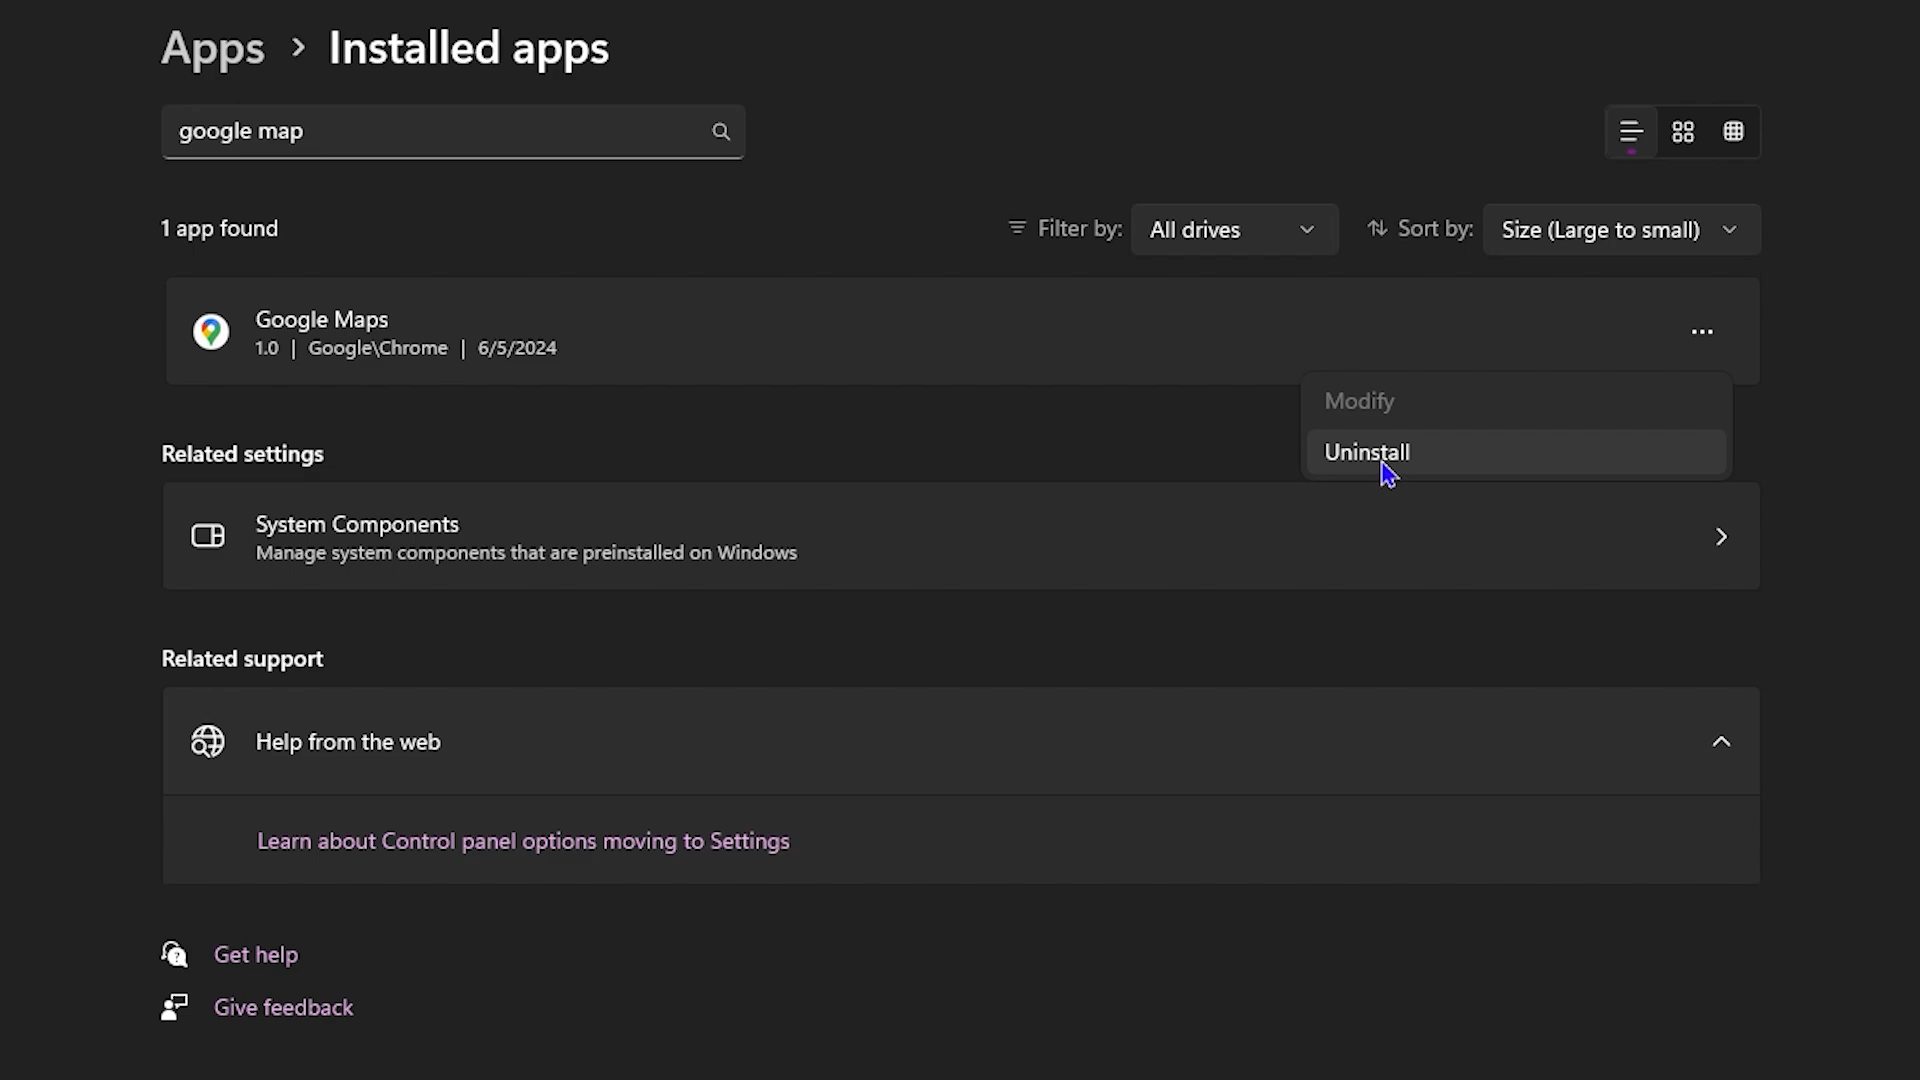 Apps > Installed apps
google map
1 app found
Filter by: All drives
Sort by: Size (Large to small)
Google Maps
1.0 | Google\Chrome | 6/5/2024
Modify
Uninstall
Related settings
System Components
Manage system components that are preinstalled on Windows
Related support
Help from the web
Learn about Control panel options moving to Settings
Get help
Give feedback